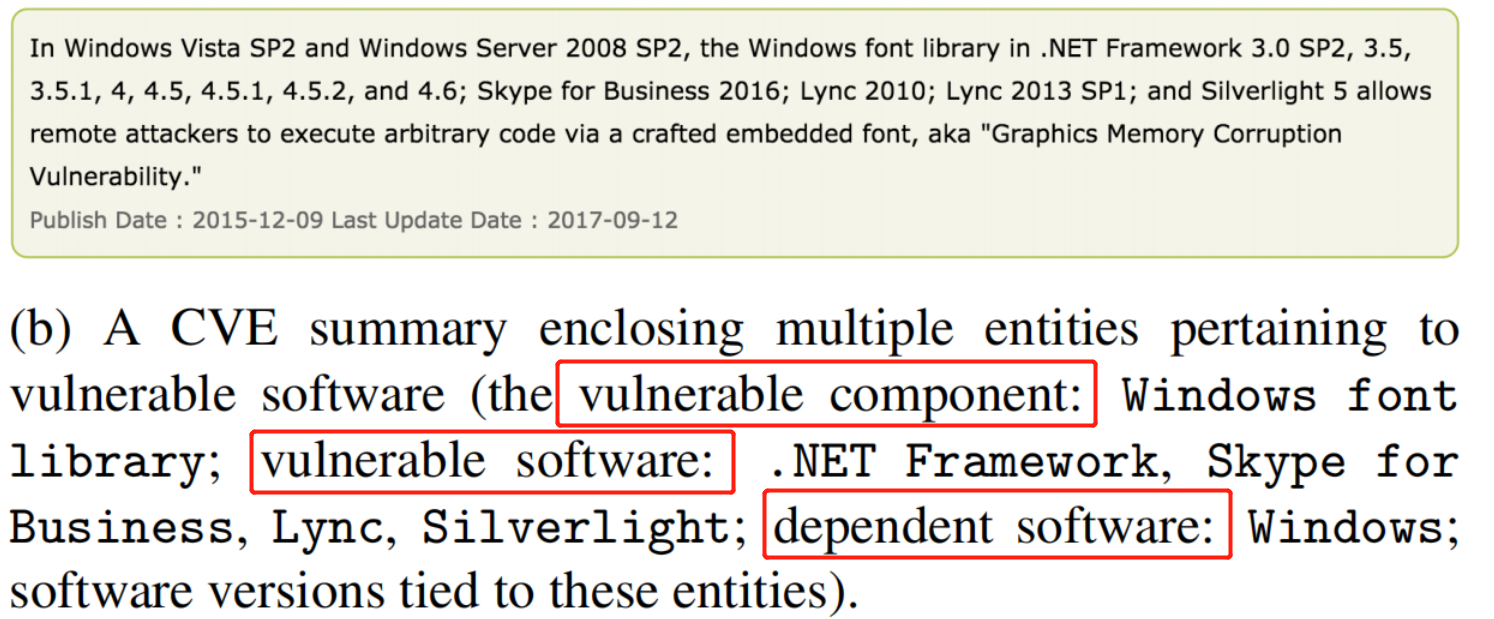 In Windows Vista SP2 and Windows Server 2008 SP2, the Windows font library in .NET Framework 3.0 SP2, 3.5,
3.5.1, 4, 4.5, 4.5.1, 4.5.2, and 4.6; Skype for Business 2016; Lync 2010; Lync 2013 SP1; and Silverlight 5 allows
remote attackers to execute arbitrary code via a crafted embedded font, aka "Graphics Memory Corruption
Vulnerability."
Publish Date : 2015-12-09 Last Update Date : 2017-09-12
(b) A CVE summary enclosing multiple entities pertaining to
vulnerable software (the vulnerable component: Windows font
library; vulnerable software: .NET Framework, Skype for
Business, Lync, Silverlight; dependent software: Windows;
software versions tied to these entities).